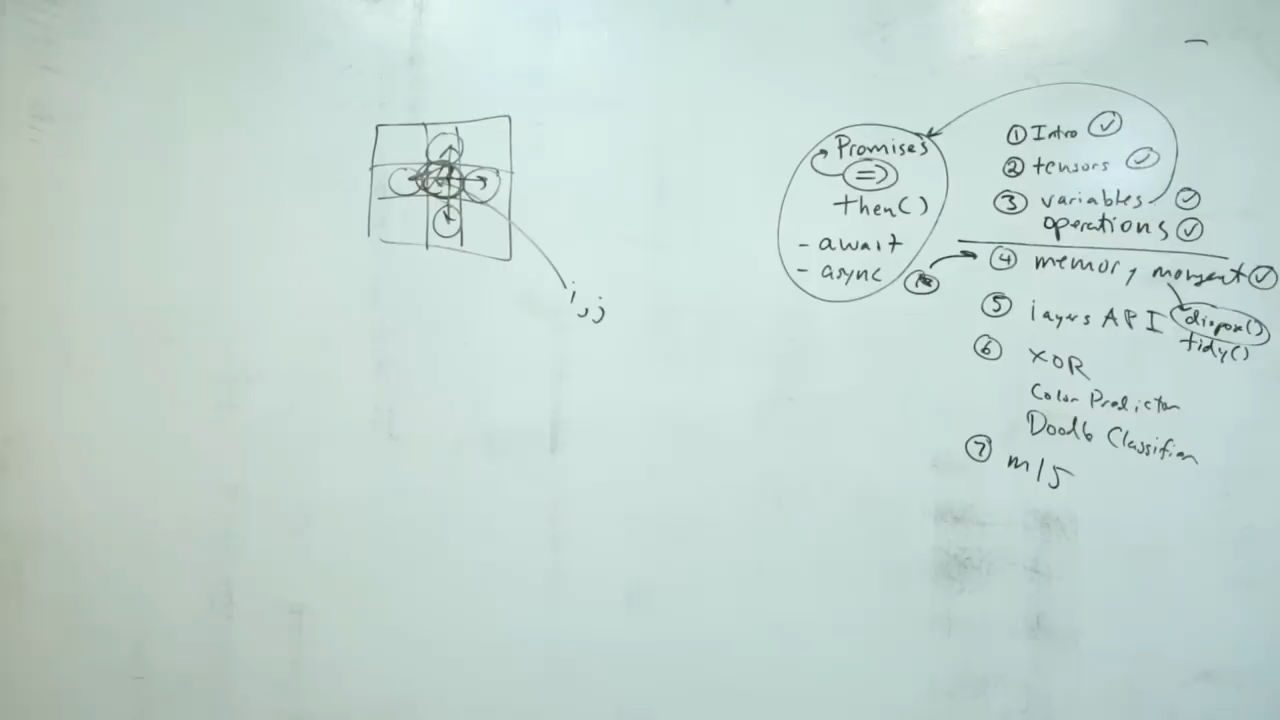 i,j
Promises
=>
then()
- await
- async
① Intro ✓
② tensors ✓
③ variables ✓
operations ✓
④ memory ✓
⑤ layers API
dispose()
tidy()
⑥ XOR
Color Predictor
Doodle Classifier
⑦ ml5